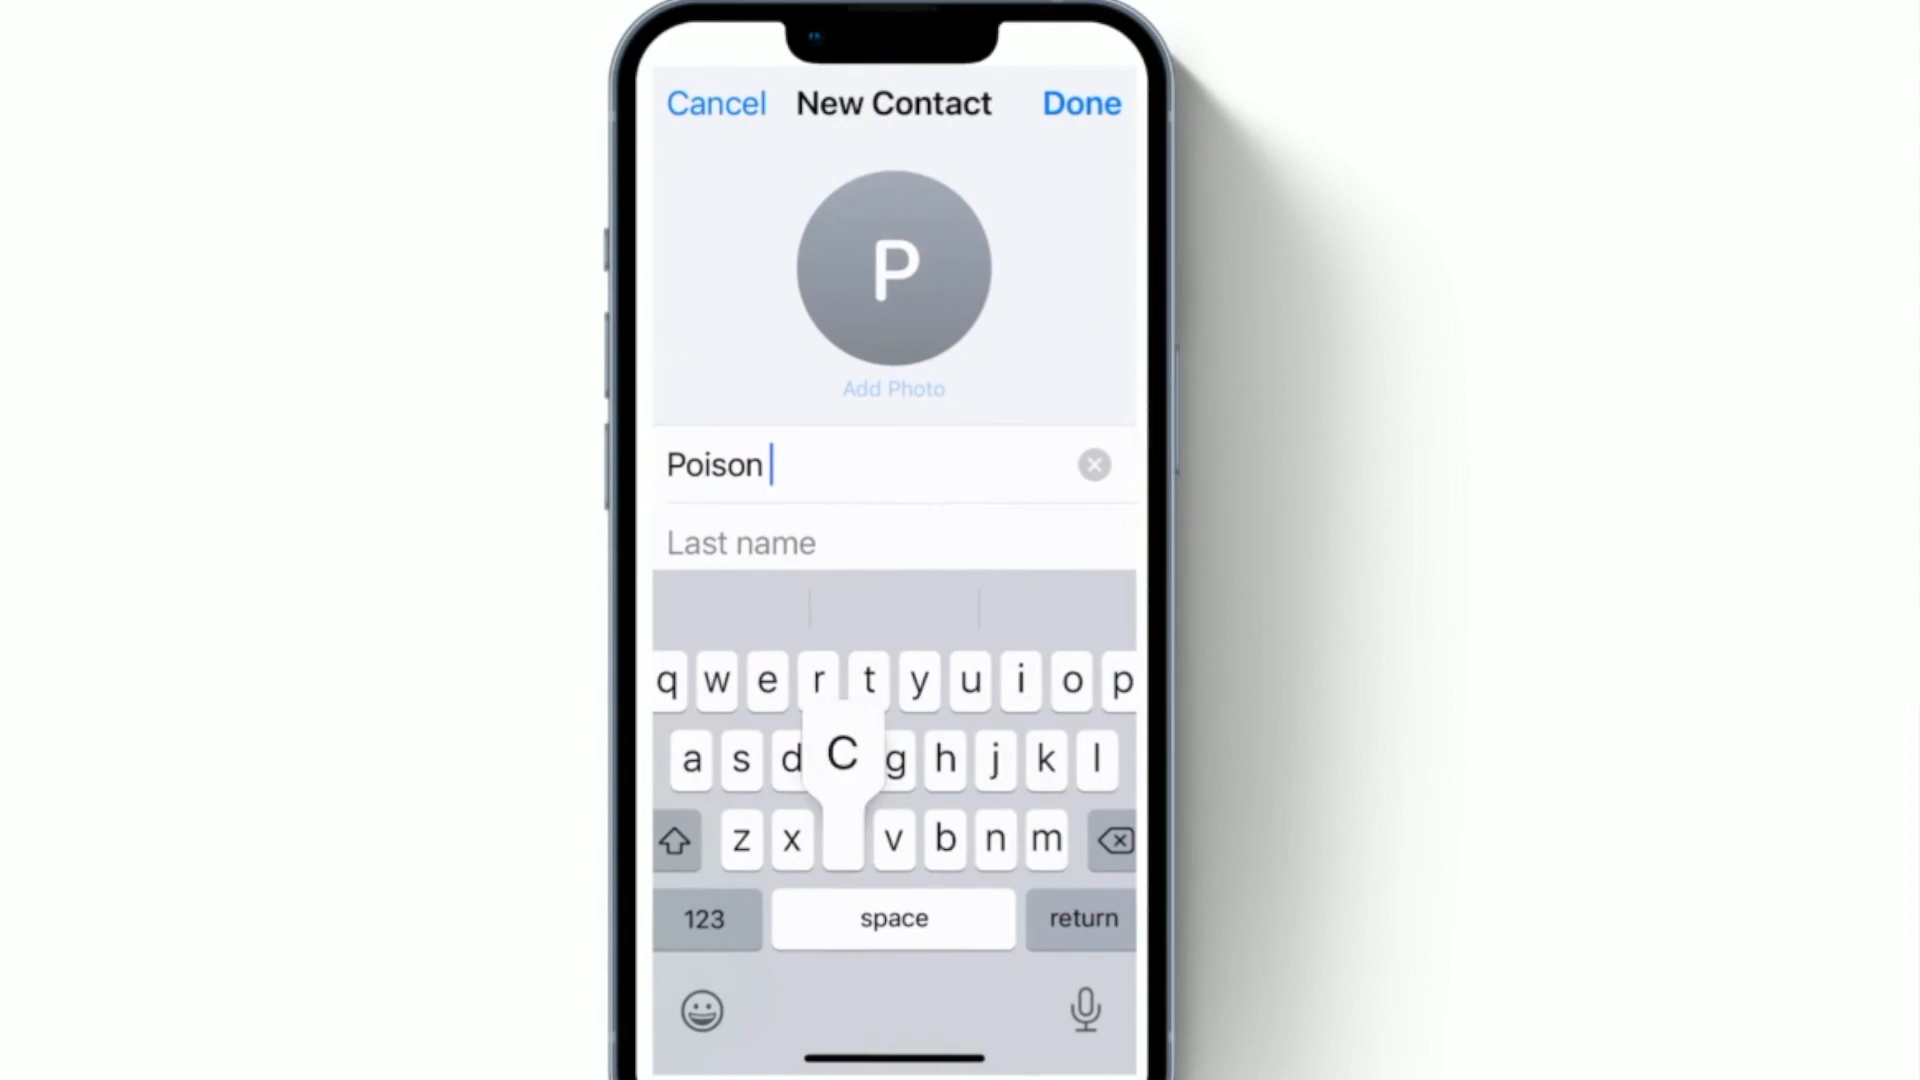 Cancel New Contact Done
P
Add Photo
Poison
Last name
q w e r t y u i o p
a s d C g h j k l
z x v b n m
123 space return